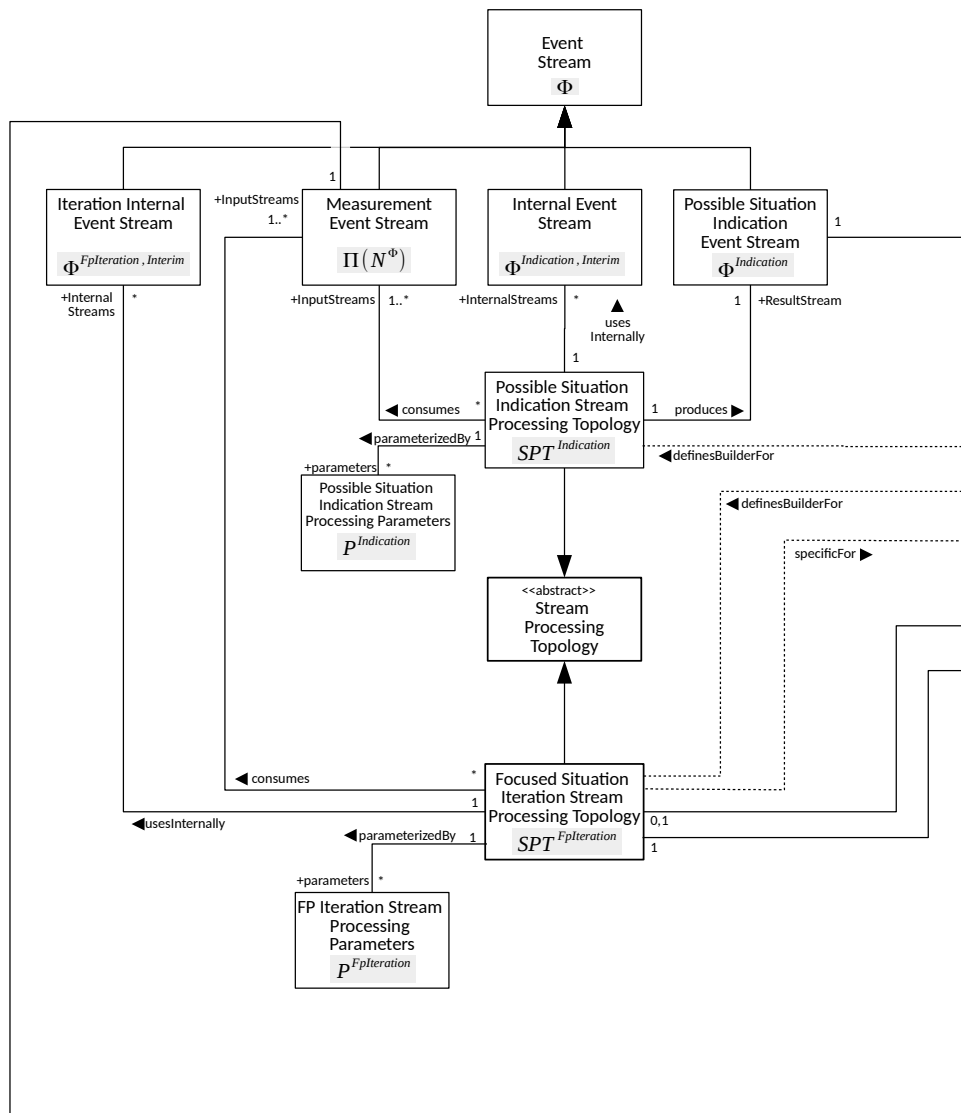 Event
Stream
Φ
1
+InputStreams
1..*
Iteration Internal
Event Stream
Φ^FpIteration , Interim
Measurement
Event Stream
Π(N^Φ)
Internal Event
Stream
Φ^Indication , Interim
Possible Situation
Indication
Event Stream
Φ^Indication
1
+Internal
Streams
*
+InputStreams
1..*
+InternalStreams
*
▲
uses
Internally
1
+ResultStream
1
Possible Situation
Indication Stream
Processing Topology
SPT^Indication
◀ consumes
*
1
produces ▶
◀parameterizedBy
1
◀definesBuilderFor
+parameters
*
Possible Situation
Indication Stream
Processing Parameters
P^Indication
◀ definesBuilderFor
specificFor ▶
<<abstract>>
Stream
Processing
Topology
◀ consumes
*
1
◀usesInternally
Focused Situation
Iteration Stream
Processing Topology
SPT^FpIteration
0,1
1
◀parameterizedBy
1
+parameters
*
FP Iteration Stream
Processing
Parameters
P^FpIteration